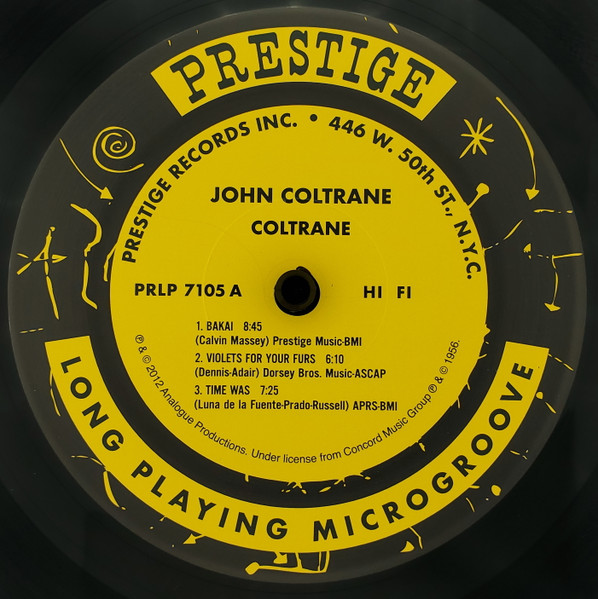 PRESTIGE
PRESTIGE RECORDS INC. • 446 W. 50th ST., N.Y.C.
JOHN COLTRANE
COLTRANE
PRLP 7105 A
HI FI
1. BAKAI 8:45
(Calvin Massey) Prestige Music-BMI
2. VIOLETS FOR YOUR FURS 6:10
(Dennis-Adair) Dorsey Bros. Music-ASCAP
3. TIME WAS 7:25
(Luna de la Fuente-Prado-Russell) APRS-BMI
℗ & © 2012 Analogue Productions. Under license from Concord Music Group ℗ & © 1956.
LONG PLAYING MICROGROOVE